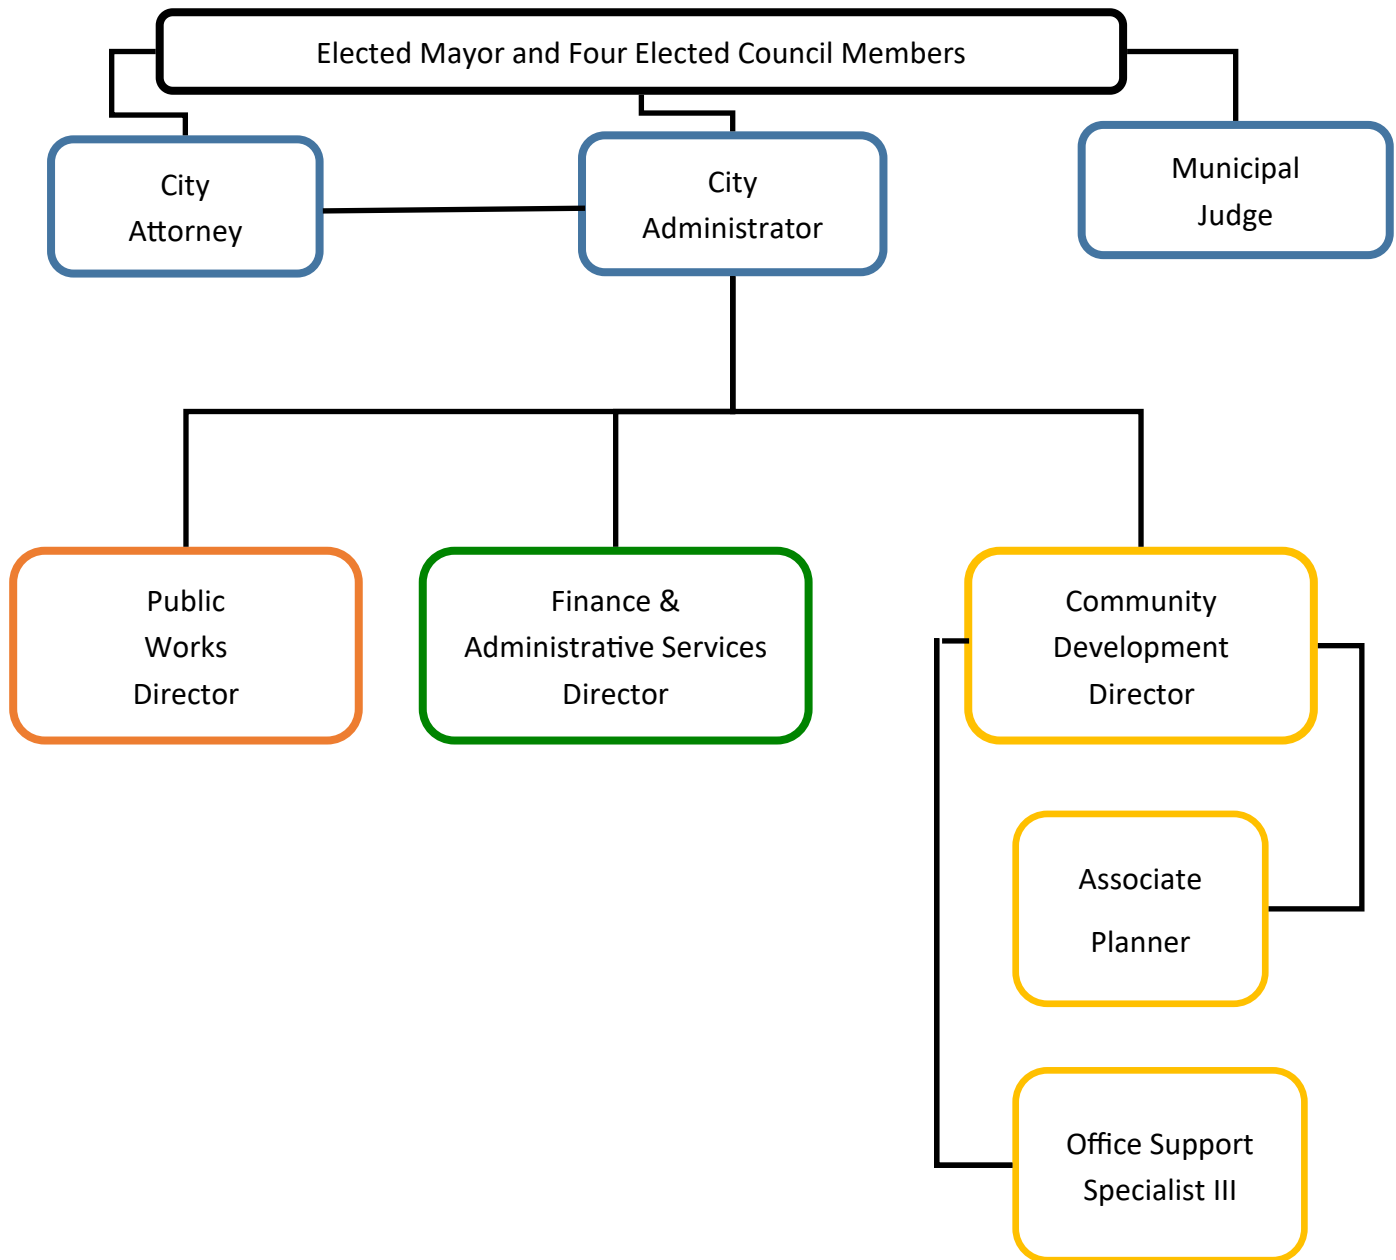 Elected Mayor and Four Elected Council Members
City
Attorney
City
Administrator
Municipal
Judge
Public
Works
Director
Finance &
Administrative Services
Director
Community
Development
Director
Associate
Planner
Office Support
Specialist III